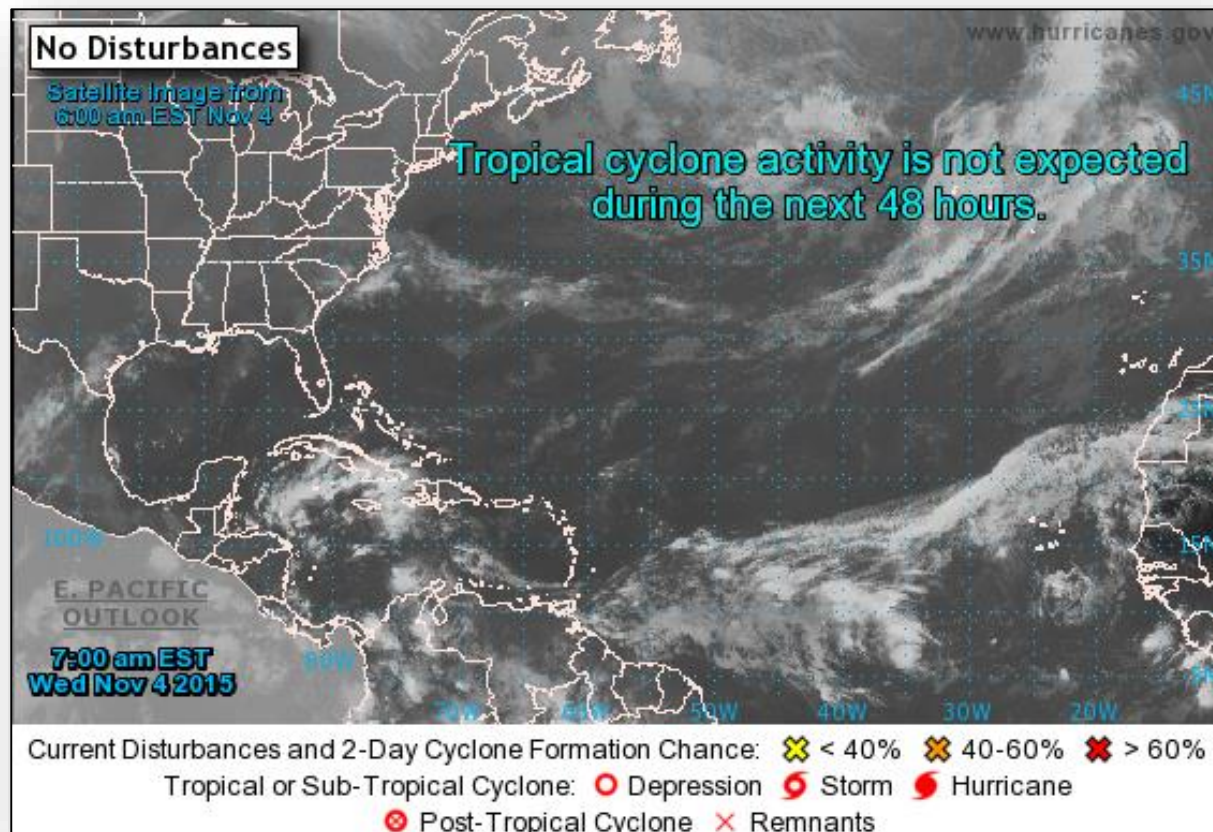 No Disturbances
www.hurricanes.gov
Satellite Image from
6:00 am EST Nov 4
45N
Tropical cyclone activity is not expected
during the next 48 hours.
35N
25N
100W
15N
E. PACIFIC
OUTLOOK
7:00 am EST
Wed Nov 4 2015
80W
5N
70W 60W 50W 40W 30W 20W
Current Disturbances and 2-Day Cyclone Formation Chance: < 40% 40-60% > 60%
Tropical or Sub-Tropical Cyclone: Depression Storm Hurricane
Post-Tropical Cyclone Remnants